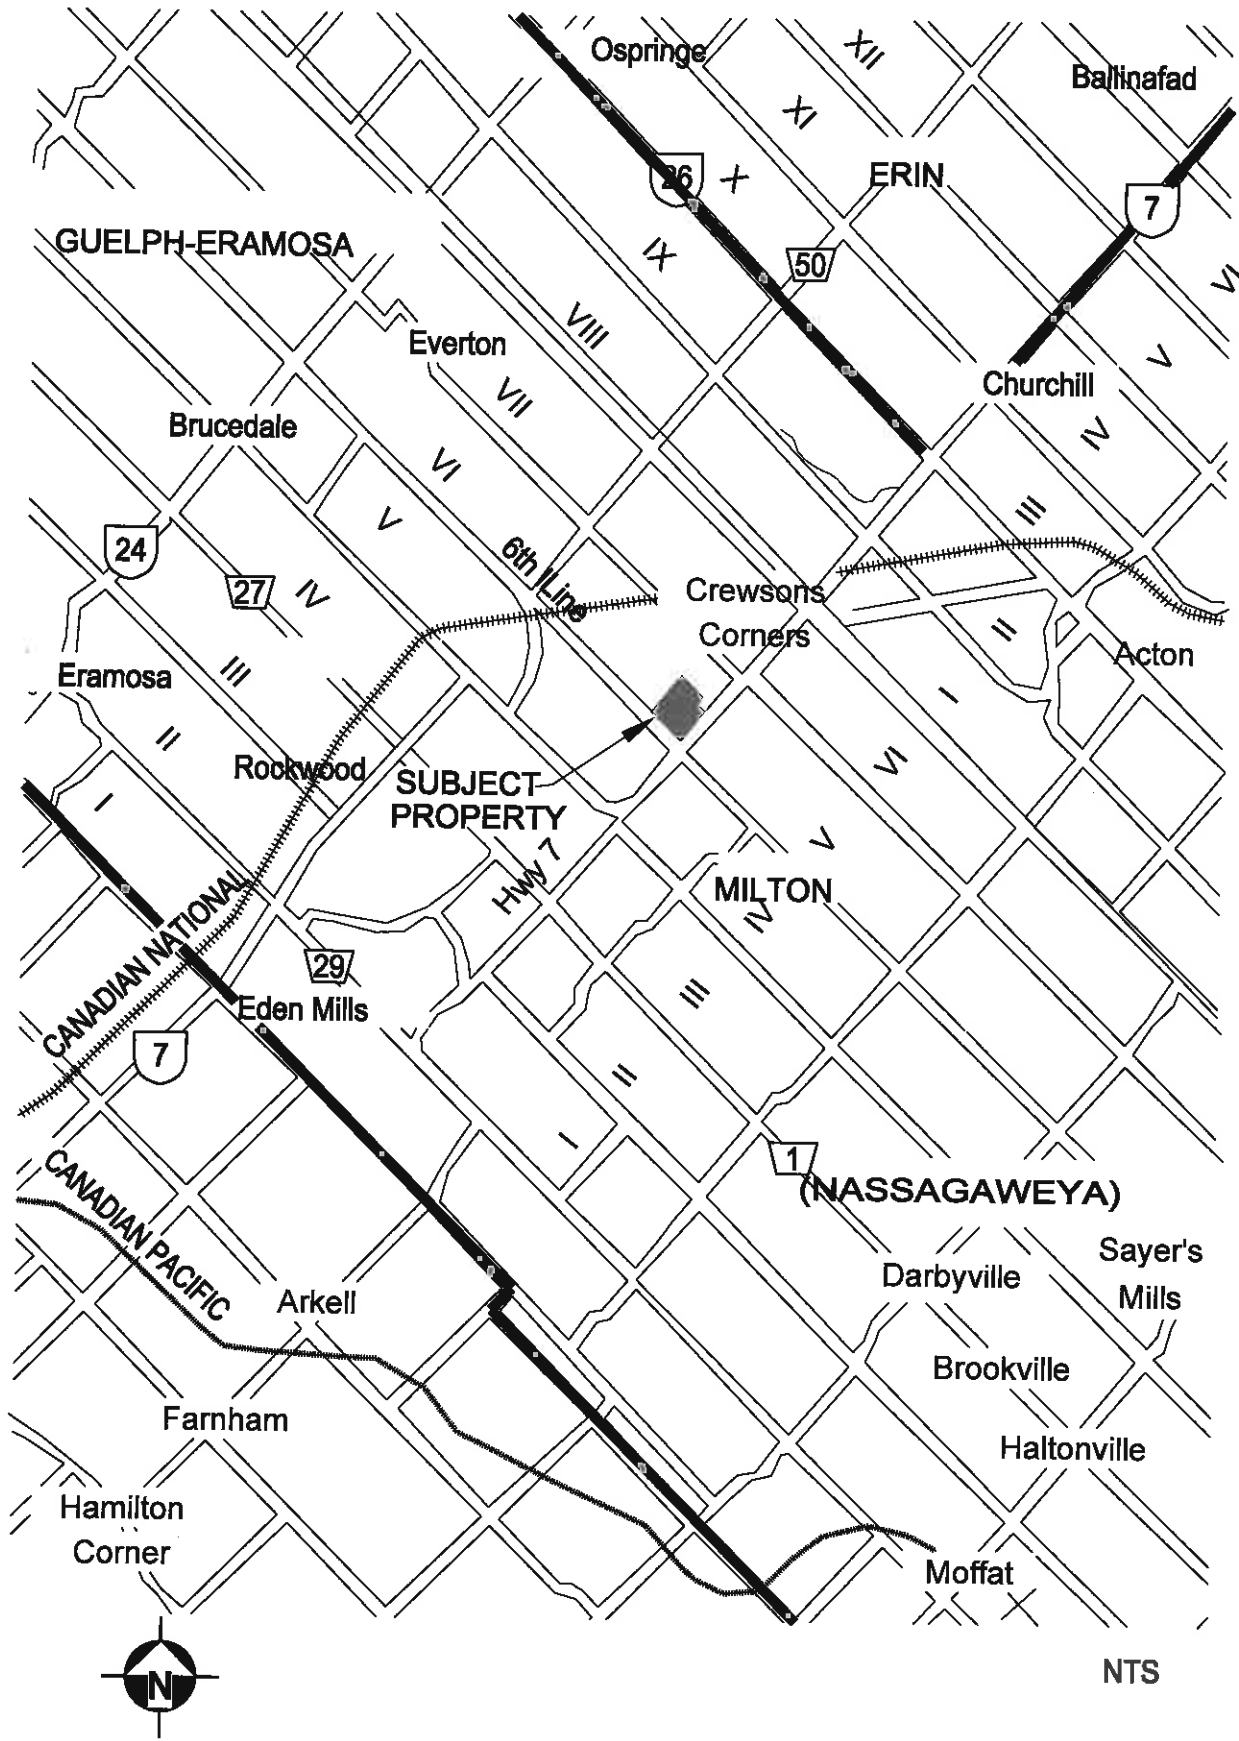 Ospringe
XII
Ballinafad
XI
26
X
ERIN
7
GUELPH-ERAMOSA
IX
50
VI
VIII
Everton
VII
V
Churchill
Brucedale
IV
VI
V
III
24
6th Line
27
IV
Crewsons
Corners
II
Acton
Eramosa
III
I
II
Rockwood
VI
SUBJECT
PROPERTY
I
V
Hwy 7
MILTON
IV
CANADIAN NATIONAL
29
III
Eden Mills
7
II
I
1
(NASSAGAWEYA)
CANADIAN PACIFIC
Sayer's
Mills
Darbyville
Arkell
Brookville
Farnham
Haltonville
Hamilton
Corner
Moffat
N
NTS